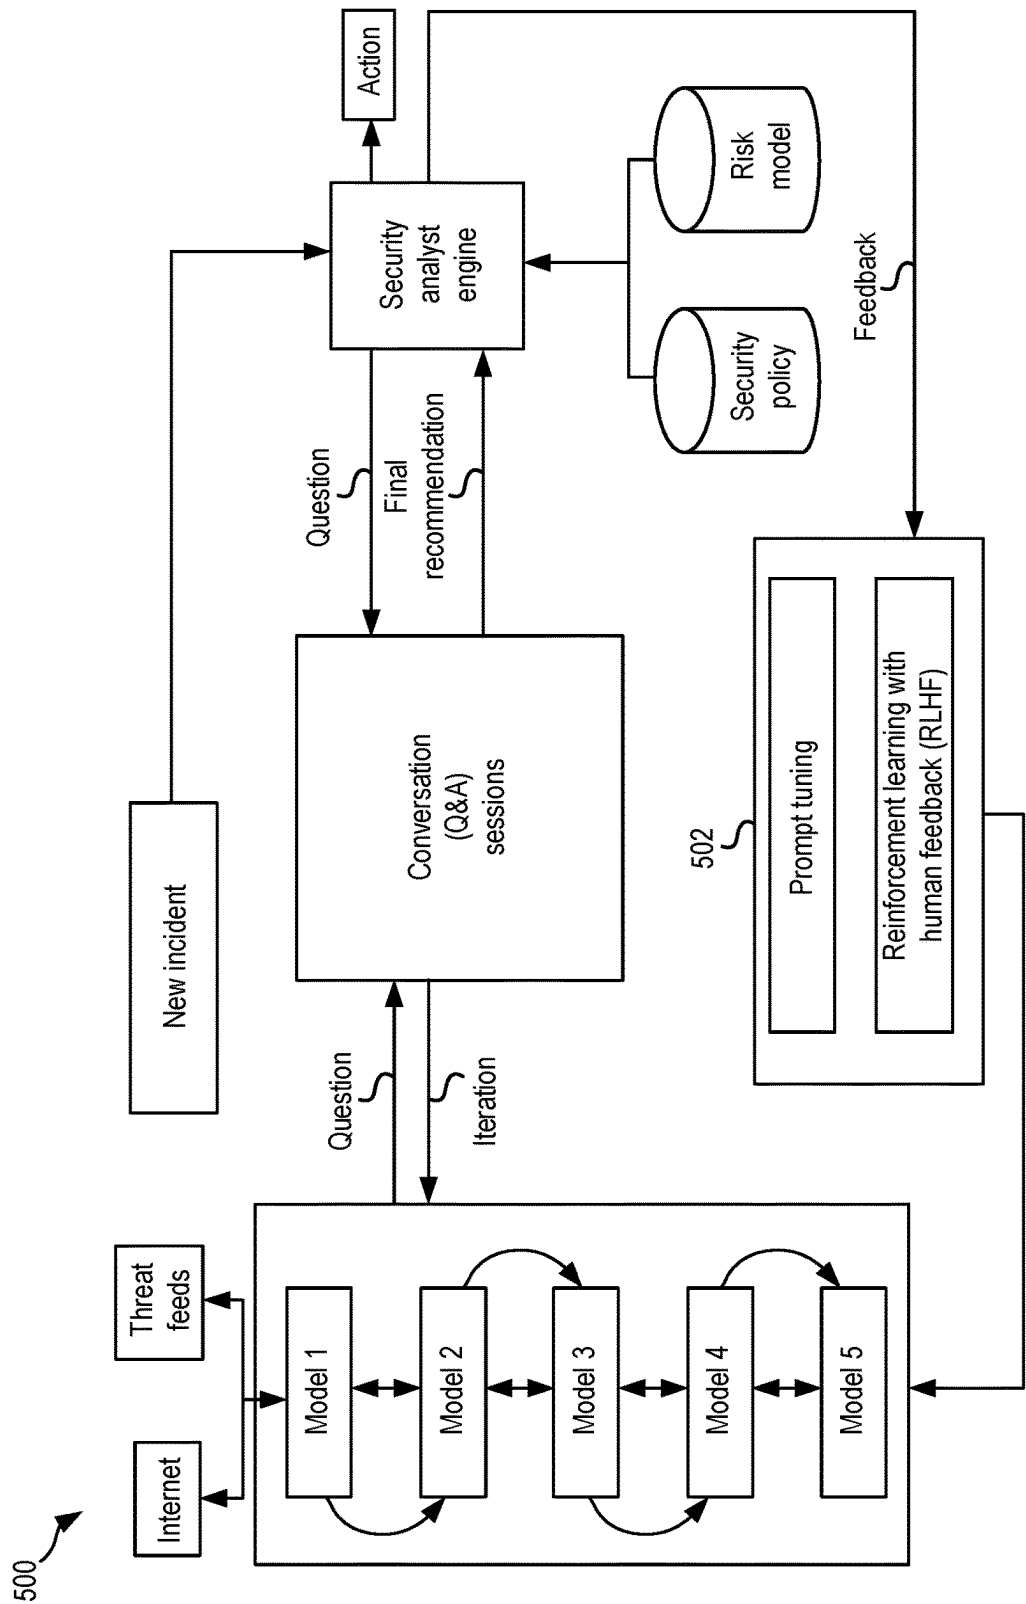 500
Internet
Threat
feeds
Model 1
Model 2
Model 3
Model 4
Model 5
New incident
Question
Iteration
Conversation
(Q&A)
sessions
Question
Final
recommendation
Security
analyst
engine
Action
Security
policy
Risk
model
Feedback
502
Prompt tuning
Reinforcement learning with
human feedback (RLHF)